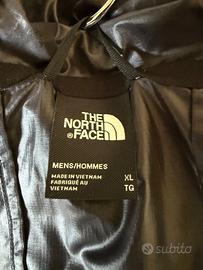 THE
NORTH
FACE
®
MENS/HOMMES
MADE IN VIETNAM XL
FABRIQUÉ AU TG
VIETNAM
subito